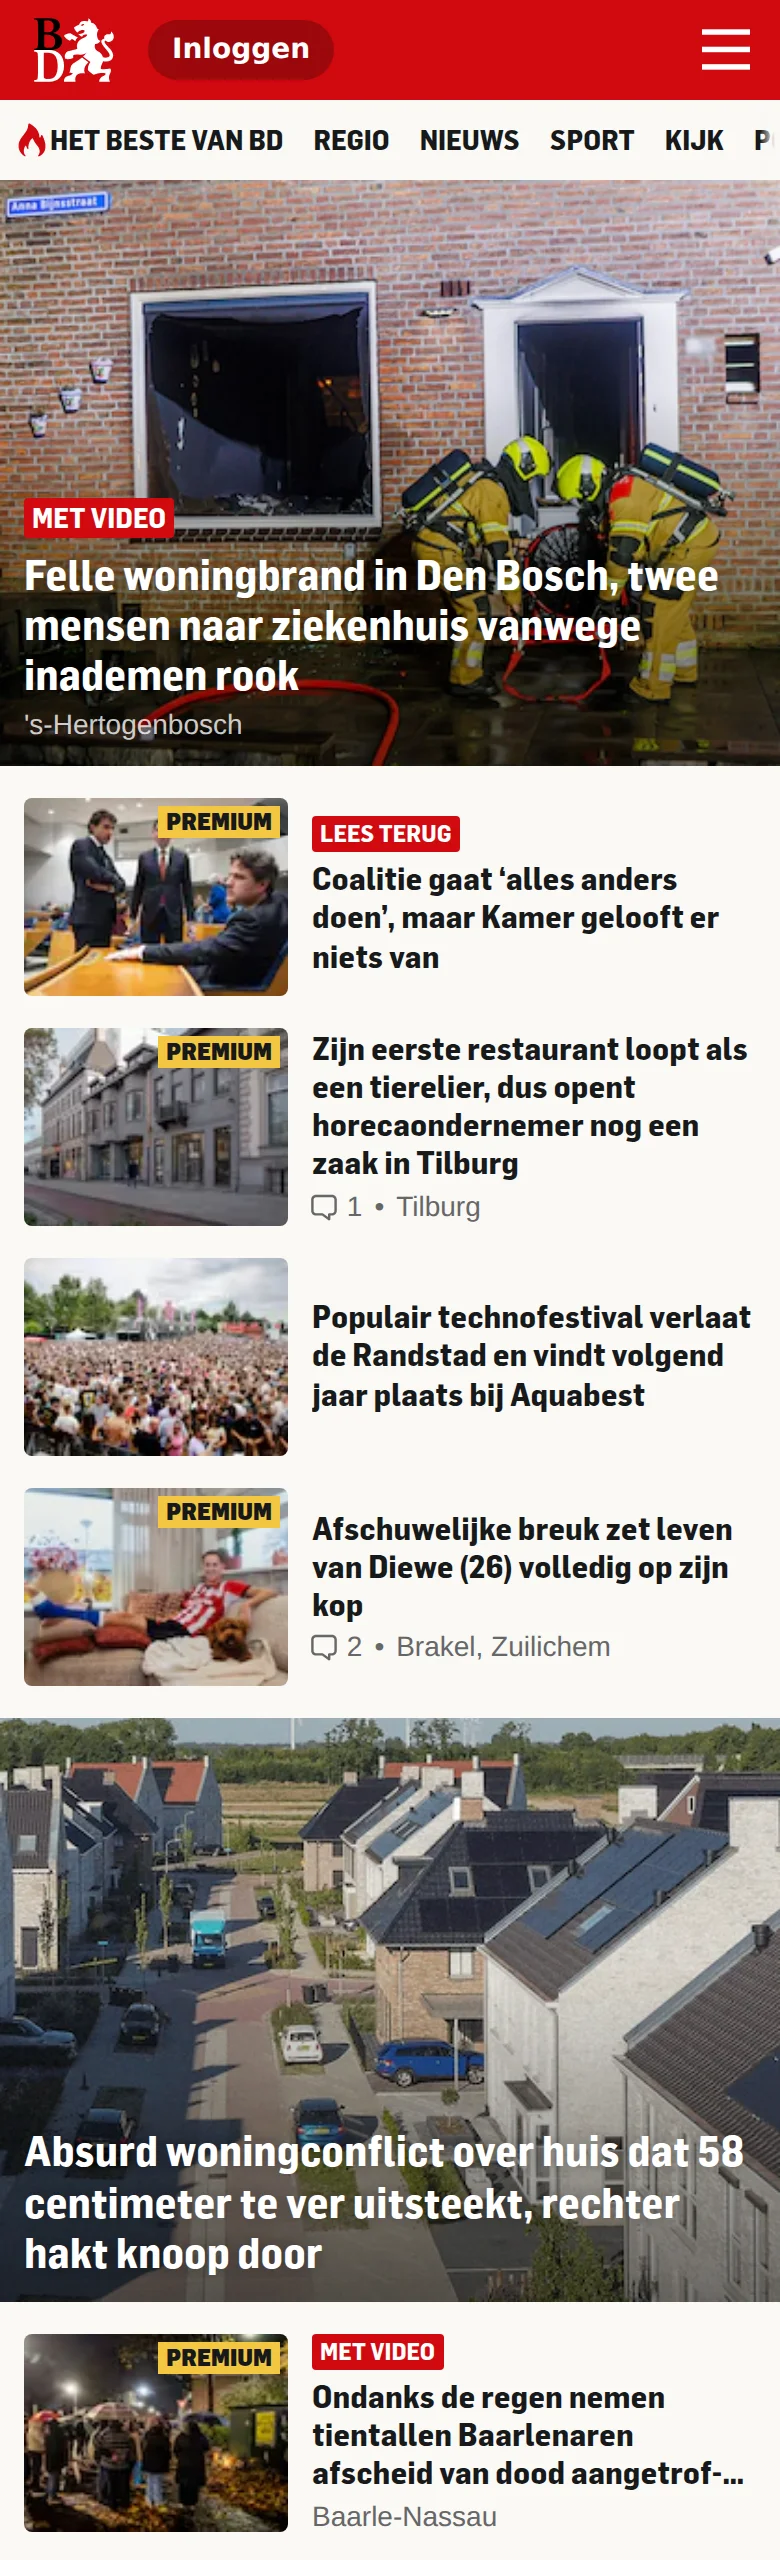 BD
Inloggen
HET BESTE VAN BD REGIO NIEUWS SPORT KIJK
Anna Bijnsstraat
MET VIDEO
Felle woningbrand in Den Bosch, twee
mensen naar ziekenhuis vanwege
inademen rook
's-Hertogenbosch
PREMIUM
LEES TERUG
Coalitie gaat ‘alles anders
doen’, maar Kamer gelooft er
niets van
PREMIUM
Zijn eerste restaurant loopt als
een tierelier, dus opent
horecaondernemer nog een
zaak in Tilburg
1 • Tilburg
Populair technofestival verlaat
de Randstad en vindt volgend
jaar plaats bij Aquabest
PREMIUM
Afschuwelijke breuk zet leven
van Diewe (26) volledig op zijn
kop
2 • Brakel, Zuilichem
Absurd woningconflict over huis dat 58
centimeter te ver uitsteekt, rechter
hakt knoop door
PREMIUM
MET VIDEO
Ondanks de regen nemen
tientallen Baarlenaren
afscheid van dood aangetrof-...
Baarle-Nassau